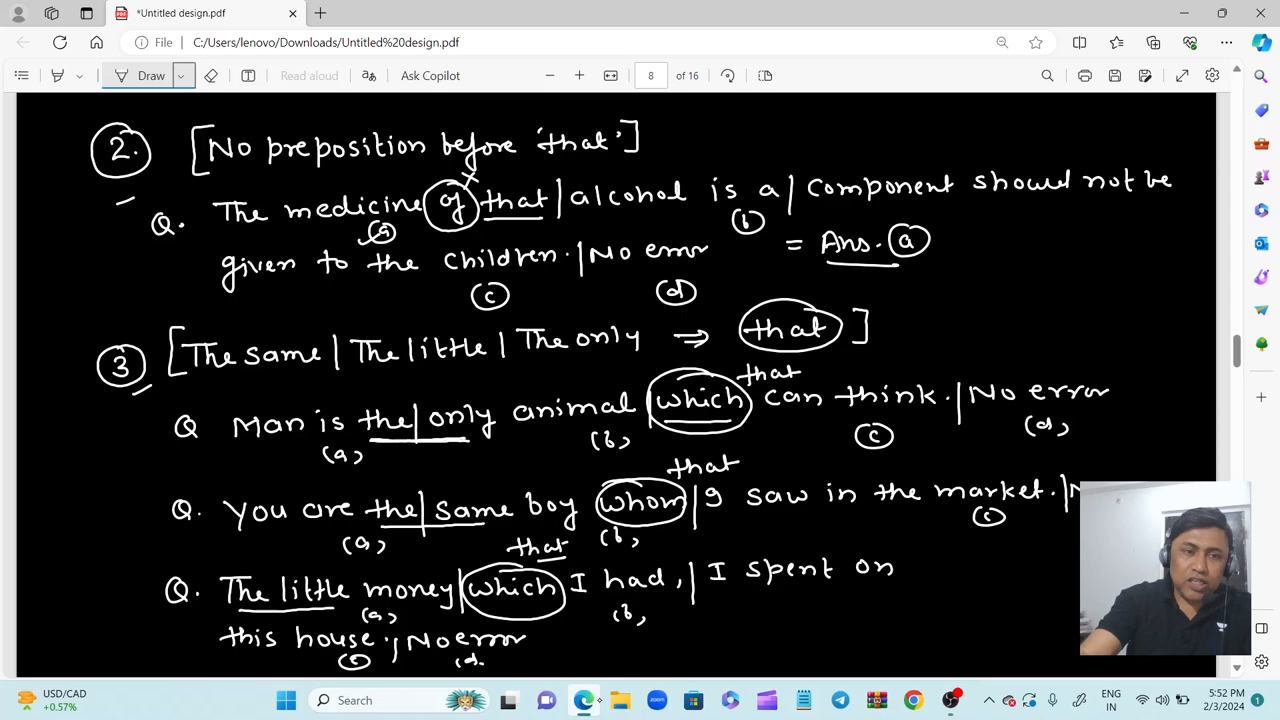 *Untitled design.pdf
File C:/Users/lenovo/Downloads/Untitled%20design.pdf
Draw Read aloud Ask Copilot 8 of 16
2. [No preposition before 'that']
Q. The medicine of that | alcohol is a | component should not be
(a) (b)
given to the children. | No error = Ans. (a)
(c) (d)
3 [The same | The little | The only ⇒ that ]
that
Q Man is the | only animal | which can think. | No error
(a) (b) (c) (d)
that
Q. You are the | same boy whom | I saw in the market. |
(a) (b) (c)
that
Q. The little money | which I had, | I spent on
(a) (b)
this house. | No error
(c) (d)
USD/CAD
+0.57%
Search
zoom
ENG
IN
5:52 PM
2/3/2024
1